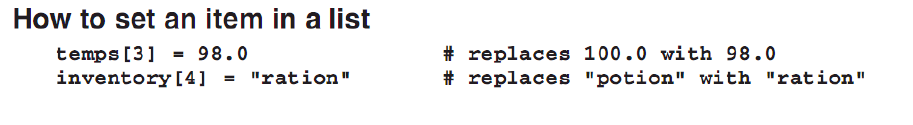 How to set an item in a list
temps[3] = 98.0 # replaces 100.0 with 98.0
inventory[4] = "ration" # replaces "potion" with "ration"